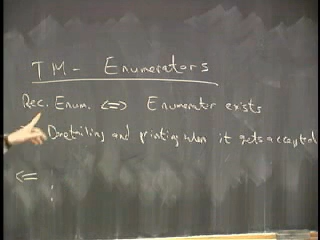 TM - Enumerators
Rec. Enum. <=> Enumerator exists
Dovetailing and printing when it gets accepted
<=